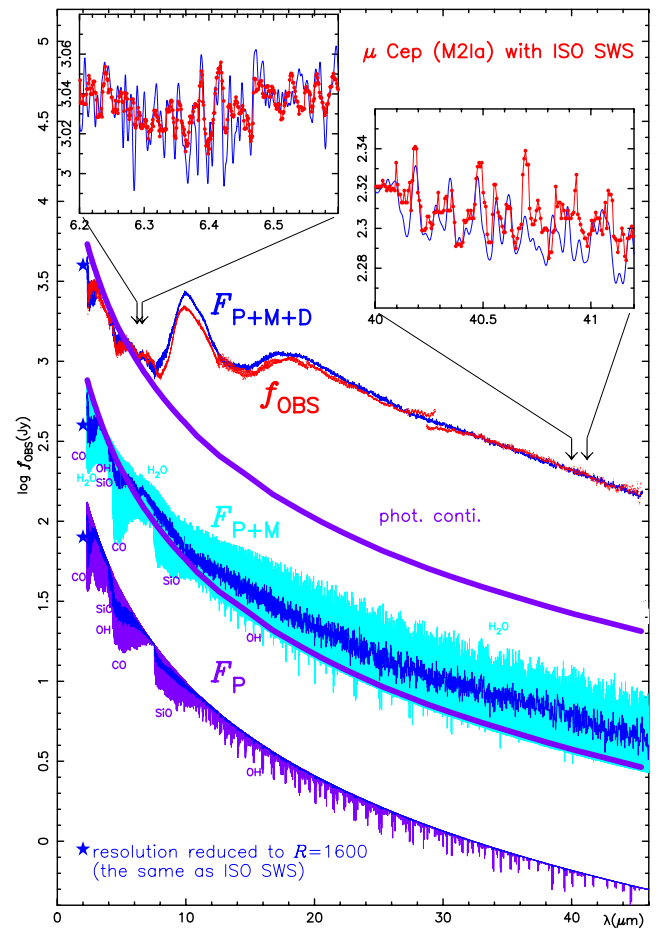 μ Cep (M2Ia) with ISO SWS
5
4.5
4
3.5
3
2.5
2
1.5
1
0.5
0
log f_OBS(Jy)
3.06
3.04
3.02
3
6.2
6.3
6.4
6.5
2.34
2.32
2.3
2.28
40
40.5
41
F_P+M+D
f_OBS
phot. conti.
CO
H₂O
OH
SiO
H₂O
F_P+M
CO
SiO
H₂O
OH
CO
SiO
OH
CO
F_P
SiO
OH
★ resolution reduced to R=1600
(the same as ISO SWS)
0
10
20
30
40
λ(μm)